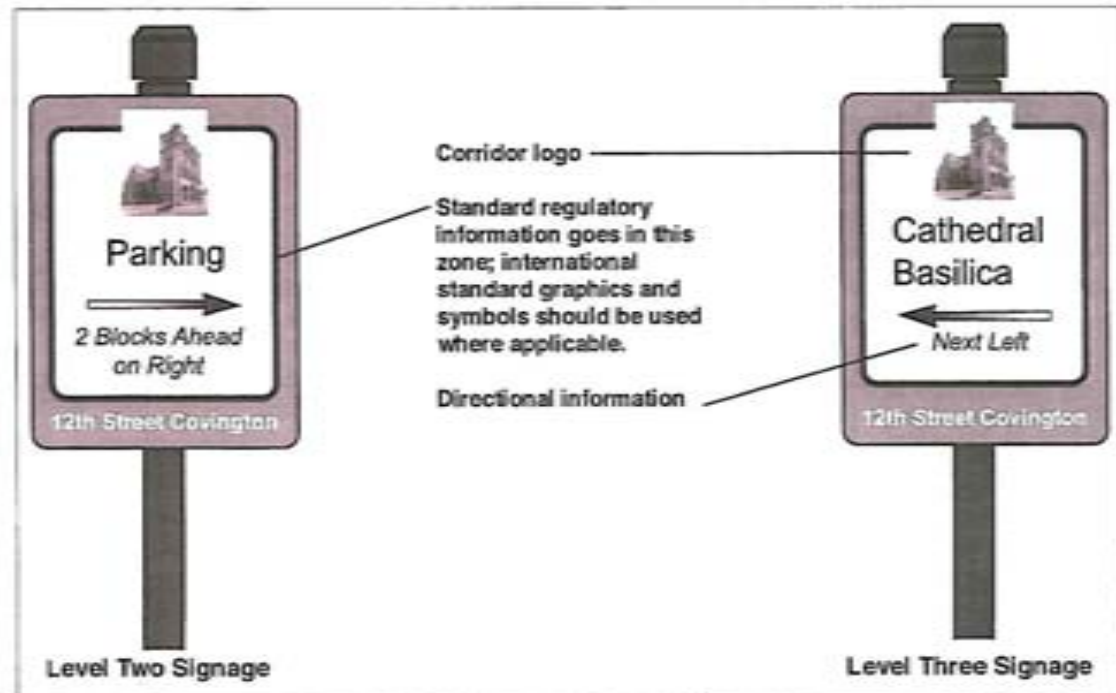 Parking
2 Blocks Ahead
on Right
12th Street Covington
Level Two Signage
Corridor logo
Standard regulatory
information goes in this
zone; international
standard graphics and
symbols should be used
where applicable.
Directional information
Cathedral
Basilica
Next Left
12th Street Covington
Level Three Signage